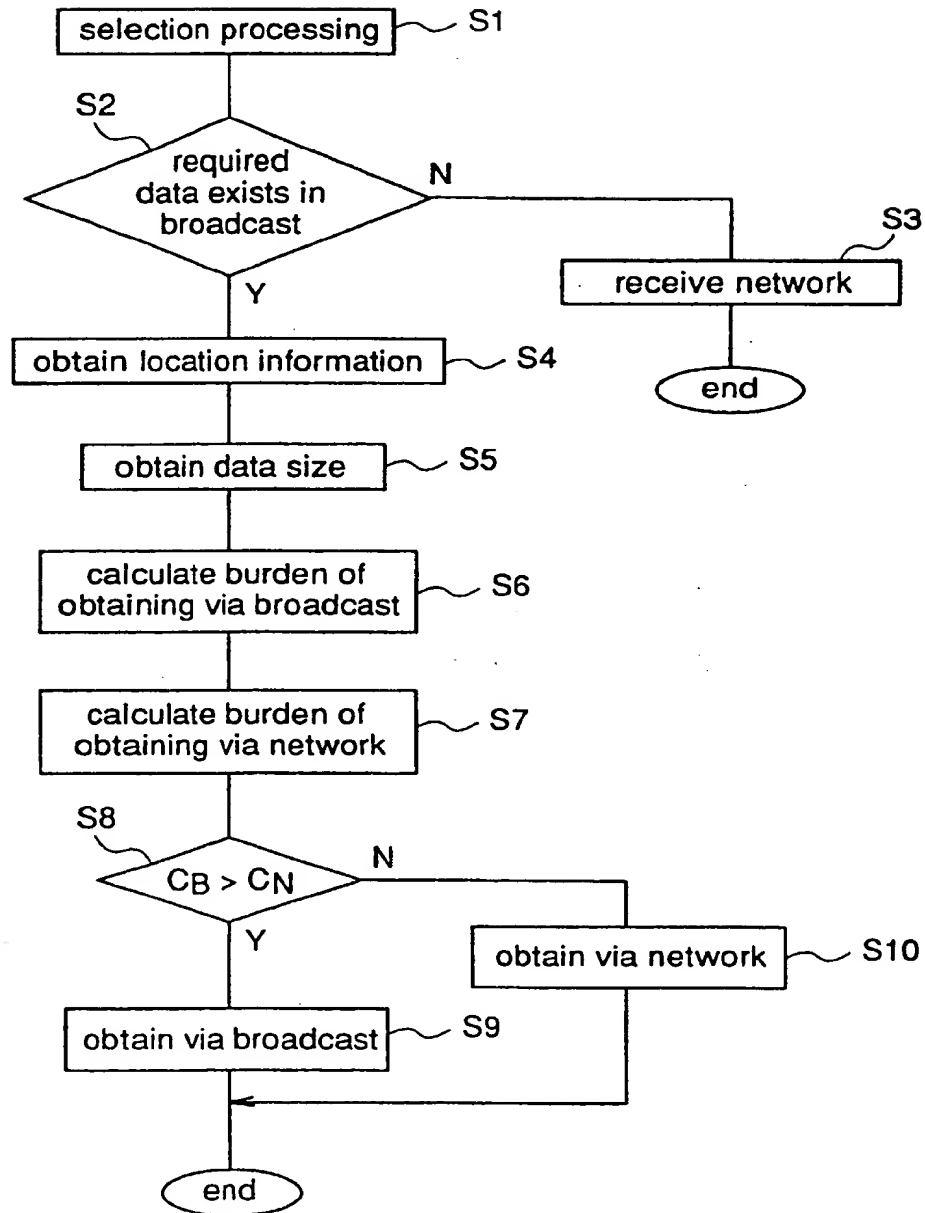 selection processing
S1
S2
required
data exists in
broadcast
N
Y
S3
receive network
end
obtain location information
S4
obtain data size
S5
calculate burden of
obtaining via broadcast
S6
calculate burden of
obtaining via network
S7
S8
CB > CN
N
Y
obtain via network
S10
obtain via broadcast
S9
end